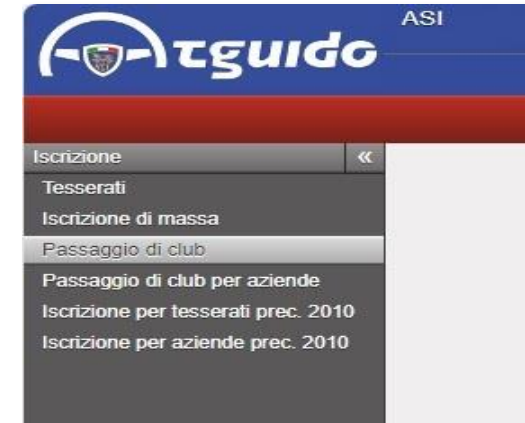 ASI
tguido
Iscrizione «
Tesserati
Iscrizione di massa
Passaggio di club
Passaggio di club per aziende
Iscrizione per tesserati prec. 2010
Iscrizione per aziende prec. 2010